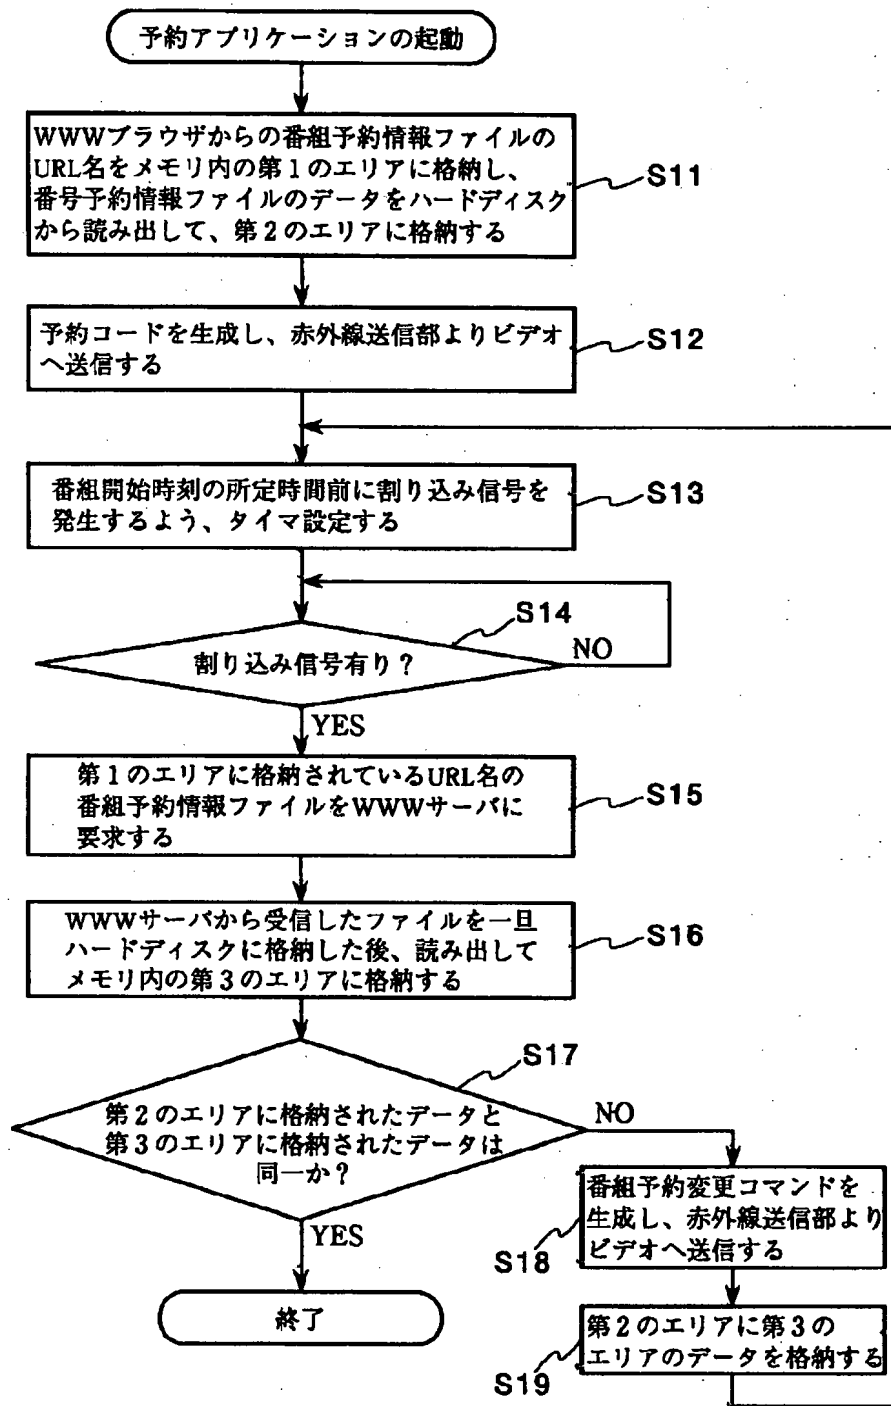 予約アプリケーションの起動
WWWブラウザからの番組予約情報ファイルの
URL名をメモリ内の第1のエリアに格納し、
番号予約情報ファイルのデータをハードディスク
から読み出して、第2のエリアに格納する
S11
予約コードを生成し、赤外線送信部よりビデオ
へ送信する
S12
番組開始時刻の所定時間前に割り込み信号を
発生するよう、タイマ設定する
S13
S14
割り込み信号有り？
NO
YES
第1のエリアに格納されているURL名の
番組予約情報ファイルをWWWサーバに
要求する
S15
WWWサーバから受信したファイルを一旦
ハードディスクに格納した後、読み出して
メモリ内の第3のエリアに格納する
S16
S17
第2のエリアに格納されたデータと
第3のエリアに格納されたデータは
同一か？
NO
YES
番組予約変更コマンドを
生成し、赤外線送信部より
ビデオへ送信する
S18
終了
第2のエリアに第3の
エリアのデータを格納する
S19